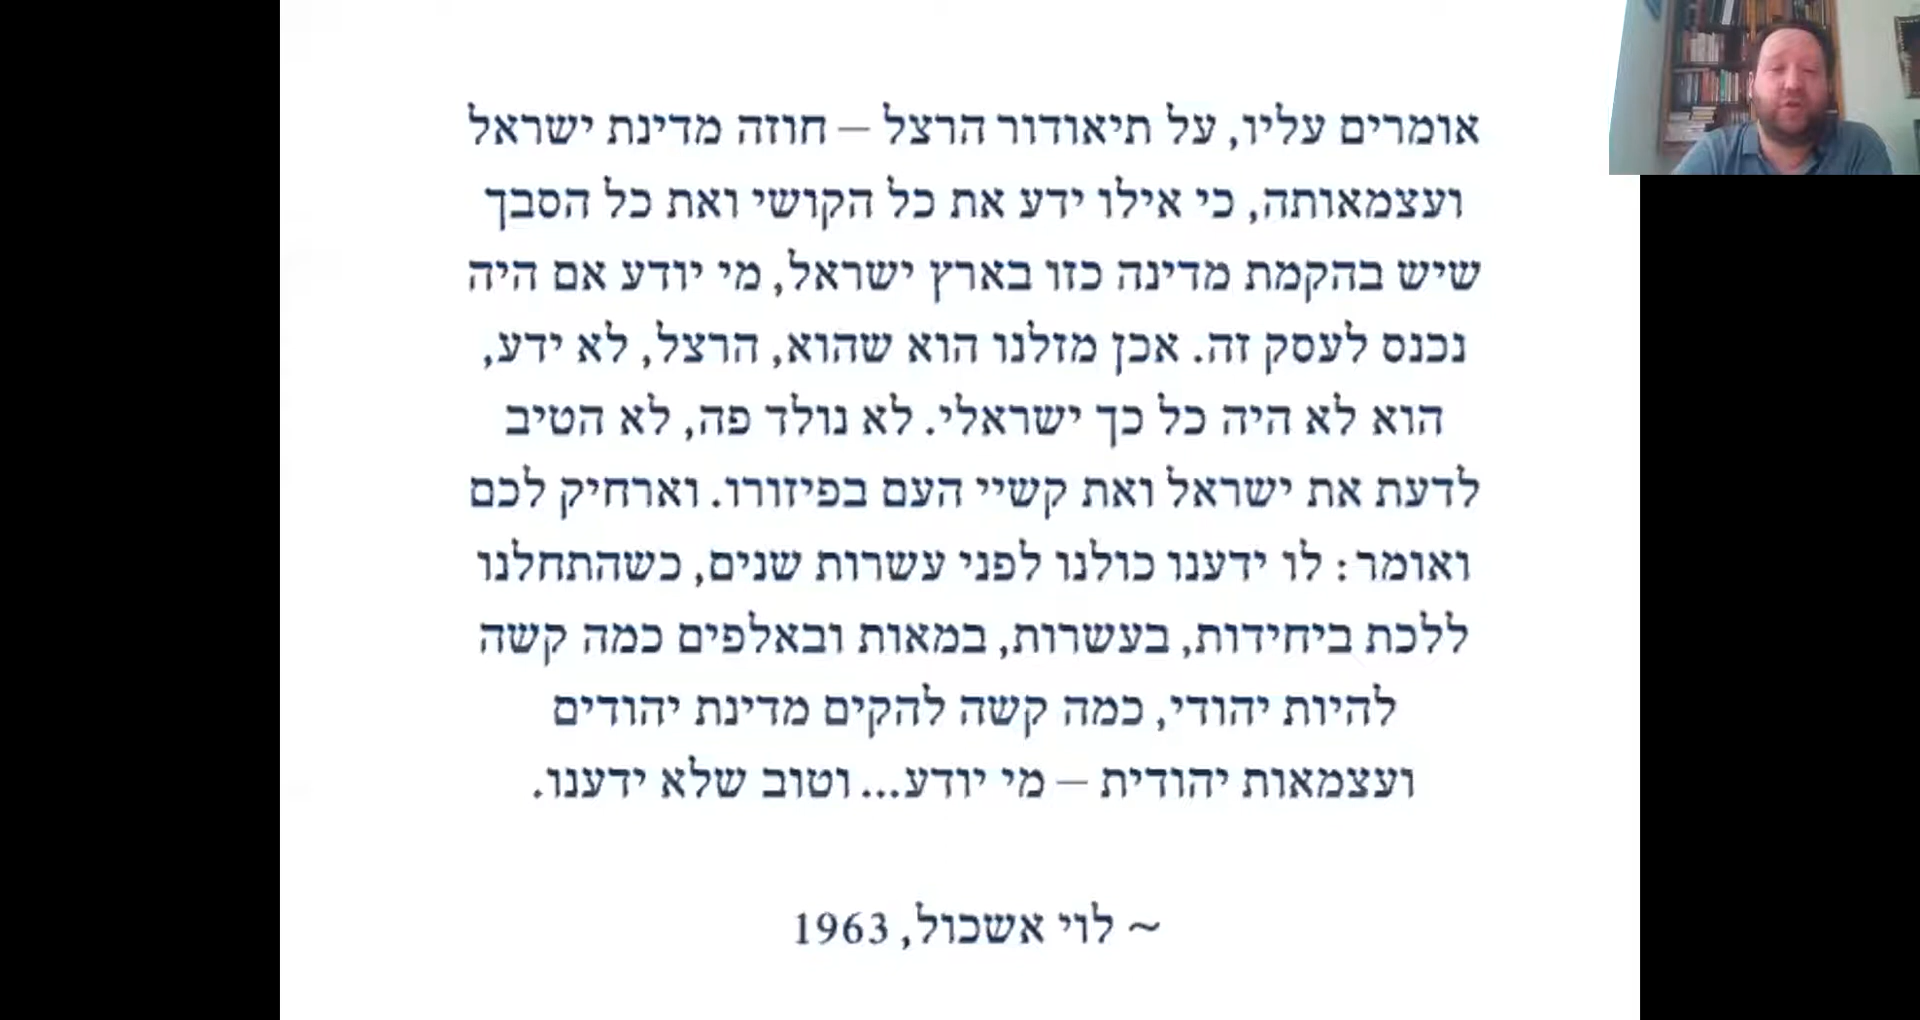 אומרים עליו, על תיאודור הרצל – חוזה מדינת ישראל
ועצמאותה, כי אילו ידע את כל הקושי ואת כל הסבך
שיש בהקמת מדינה כזו בארץ ישראל, מי יודע אם היה
נכנס לעסק זה. אכן מזלנו הוא שהוא, הרצל, לא ידע,
הוא לא היה כל כך ישראלי. לא נולד פה, לא הטיב
לדעת את ישראל ואת קשיי העם בפיזורו. וארחיק לכם
ואומר: לו ידענו כולנו לפני עשרות שנים, כשהתחלנו
ללכת ביחידות, בעשרות, במאות ובאלפים כמה קשה
להיות יהודי, כמה קשה להקים מדינת יהודים
ועצמאות יהודית – מי יודע... וטוב שלא ידענו.
~ לוי אשכול, 1963